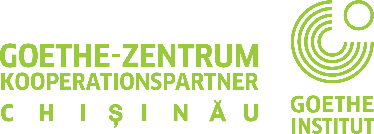 GOETHE-ZENTRUM
KOOPERATIONSPARTNER
CHIȘINĂU
GOETHE
INSTITUT